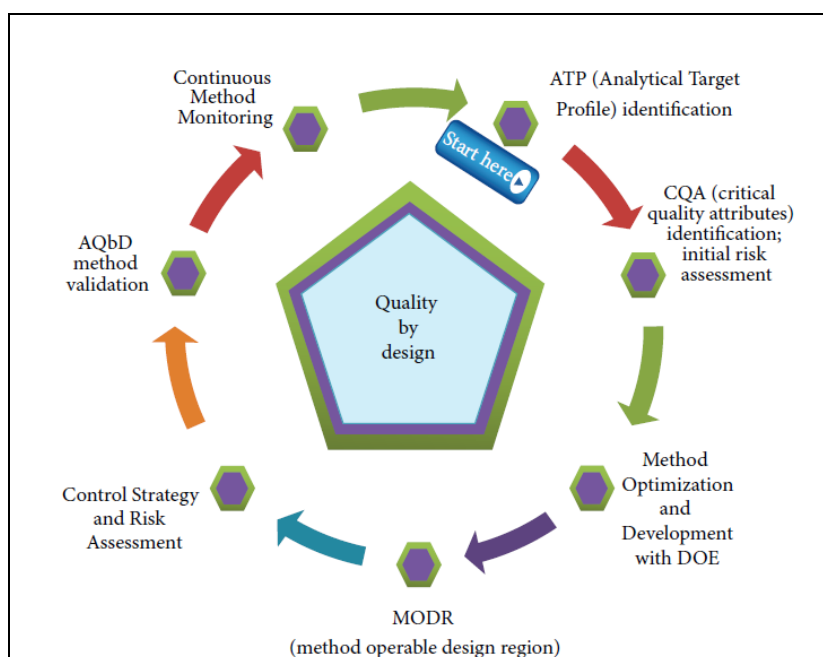 ATP (Analytical Target
Profile) identification
Start here
CQA (critical
quality attributes)
identification;
initial risk
assessment
Method
Optimization
and
Development
with DOE
MODR
(method operable design region)
Control Strategy
and Risk
Assessment
AQbD
method
validation
Continuous
Method
Monitoring
Quality
by
design